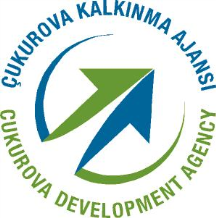 ÇUKUROVA KALKINMA AJANSI
CUKUROVA DEVELOPMENT AGENCY